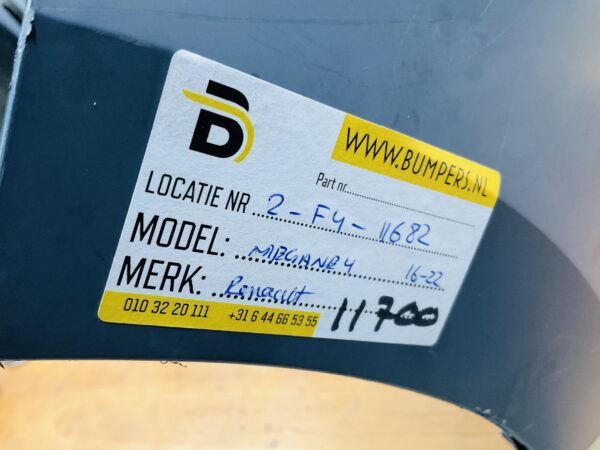 B
WWW.BUMPERS.NL
Part nr.
LOCATIE NR 2-F4-11682
MODEL: MEGANE 4 16-22
MERK: Renault
11700
010 32 20 111 +31 6 44 66 53 55